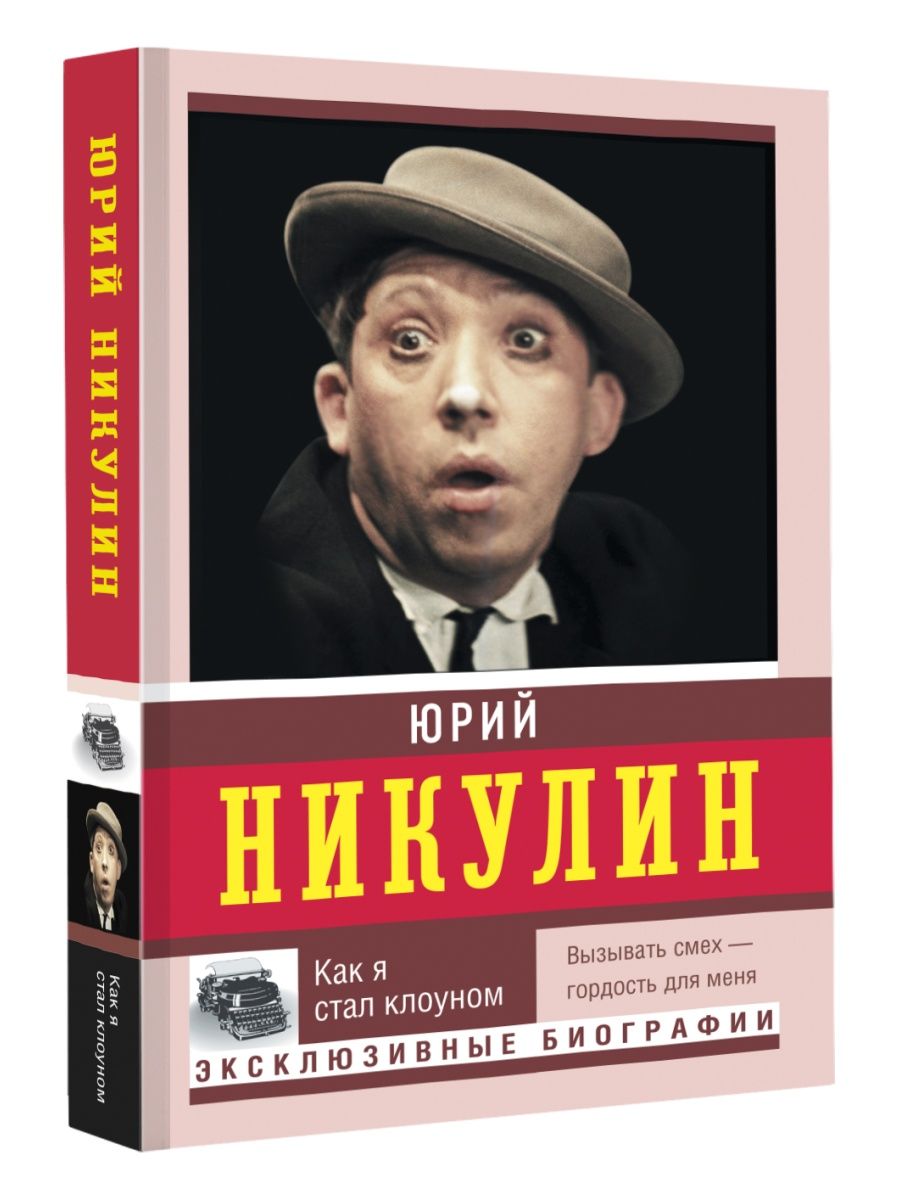 ЮРИЙ НИКУЛИН
Как я
стал клоуном
ЮРИЙ
НИКУЛИН
Как я
стал клоуном
Вызывать смех —
гордость для меня
ЭКСКЛЮЗИВНЫЕ БИОГРАФИИ